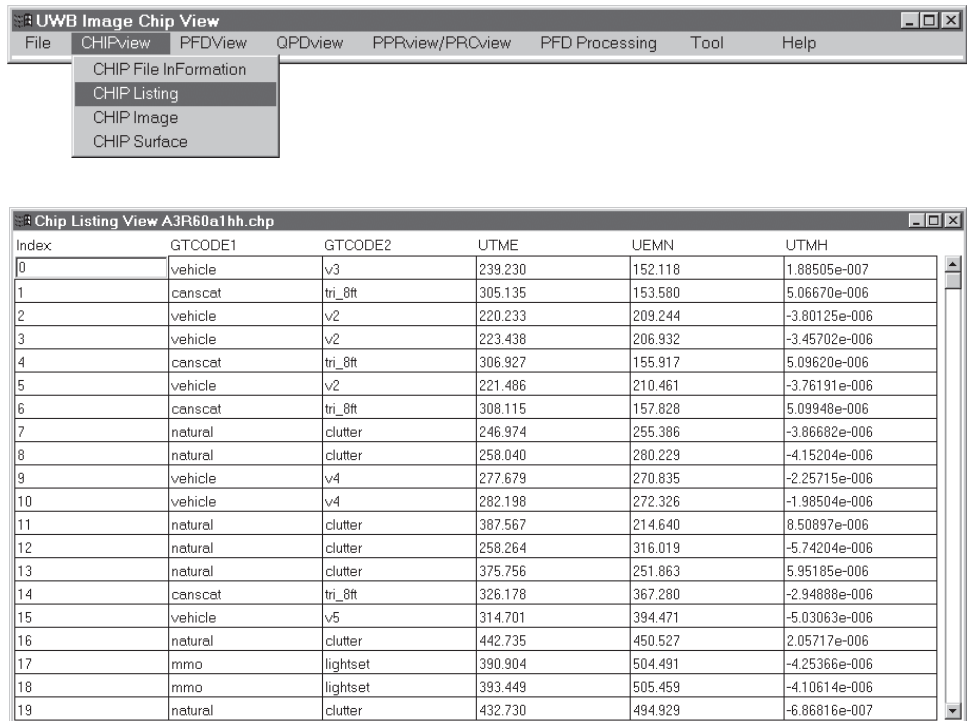 UWB Image Chip View
File CHIPview PFDView QPDview PPRview/PRCview PFD Processing Tool Help
CHIP File InFormation
CHIP Listing
CHIP Image
CHIP Surface
Chip Listing View A3R60a1hh.chp
Index GTCODE1 GTCODE2 UTME UEMN UTMH
0 vehicle v3 239.230 152.118 1.88505e-007
1 canscat tri_8ft 305.135 153.580 5.06670e-006
2 vehicle v2 220.233 209.244 -3.80125e-006
3 vehicle v2 223.438 206.932 -3.45702e-006
4 canscat tri_8ft 306.927 155.917 5.09620e-006
5 vehicle v2 221.486 210.461 -3.76191e-006
6 canscat tri_8ft 308.115 157.828 5.09948e-006
7 natural clutter 246.974 255.386 -3.86682e-006
8 natural clutter 258.040 280.229 -4.15204e-006
9 vehicle v4 277.679 270.835 -2.25715e-006
10 vehicle v4 282.198 272.326 -1.98504e-006
11 natural clutter 387.567 214.640 8.50897e-006
12 natural clutter 258.264 316.019 -5.74204e-006
13 natural clutter 375.756 251.863 5.95185e-006
14 canscat tri_8ft 326.178 367.280 -2.94888e-006
15 vehicle v5 314.701 394.471 -5.03063e-006
16 natural clutter 442.735 450.527 2.05717e-006
17 mmo lightset 390.904 504.491 -4.25366e-006
18 mmo lightset 393.449 505.459 -4.10614e-006
19 natural clutter 432.730 494.929 -6.86816e-007